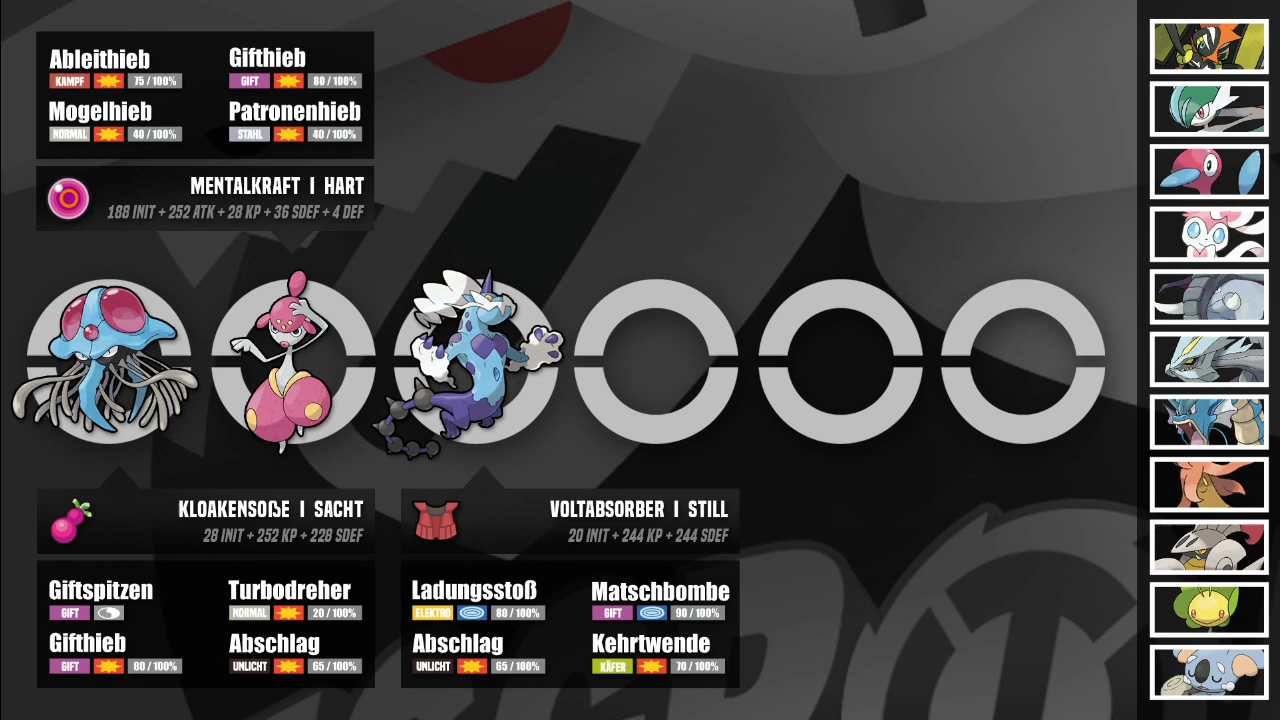 Ableithieb
KAMPF 75 / 100%
Gifthieb
GIFT 80 / 100%
Mogelhieb
NORMAL 40 / 100%
Patronenhieb
STAHL 40 / 100%
MENTALKRAFT I HART
188 INIT + 252 ATK + 28 KP + 36 SDEF + 4 DEF
KLOAKENSOẞE I SACHT
28 INIT + 252 KP + 228 SDEF
Giftspitzen
GIFT
Turbodreher
NORMAL 20 / 100%
Gifthieb
GIFT 80 / 100%
Abschlag
UNLICHT 65 / 100%
VOLTABSORBER I STILL
20 INIT + 244 KP + 244 SDEF
Ladungsstoß
ELEKTRO 80 / 100%
Matschbombe
GIFT 90 / 100%
Abschlag
UNLICHT 65 / 100%
Kehrtwende
KÄFER 70 / 100%